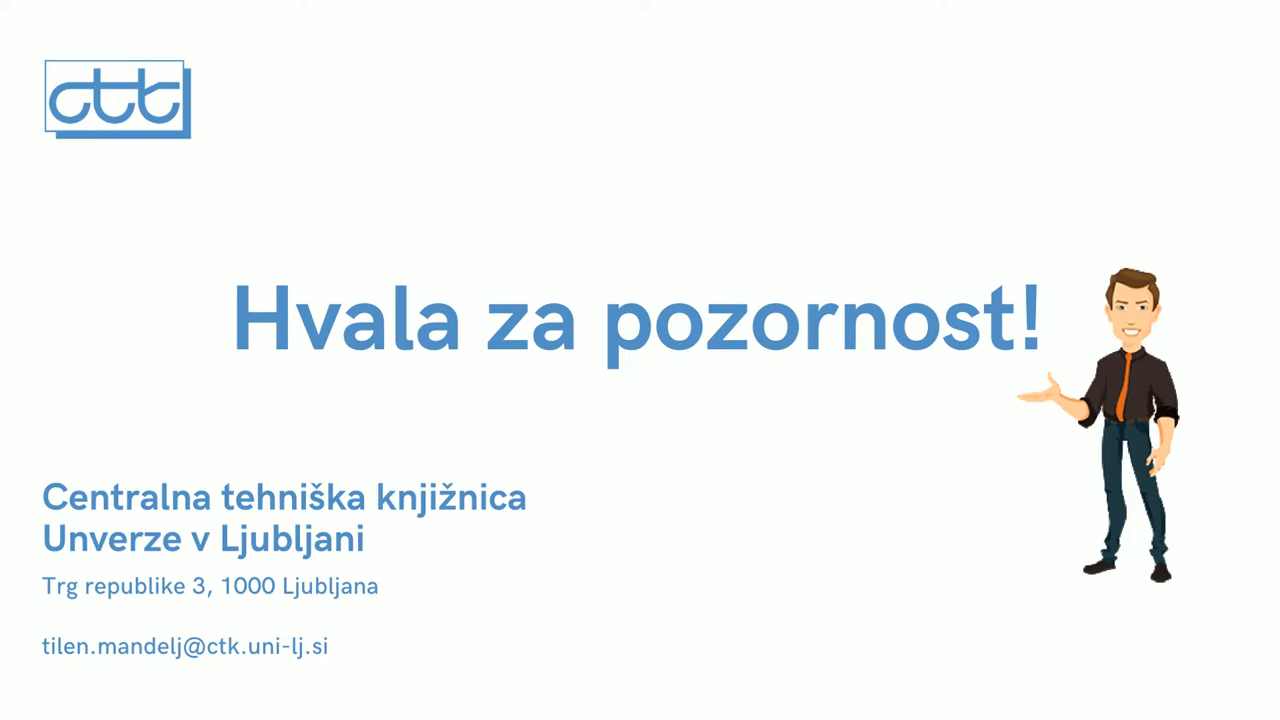 ctk
Hvala za pozornost!
Centralna tehniška knjižnica
Unverze v Ljubljani
Trg republike 3, 1000 Ljubljana
tilen.mandelj@ctk.uni-lj.si